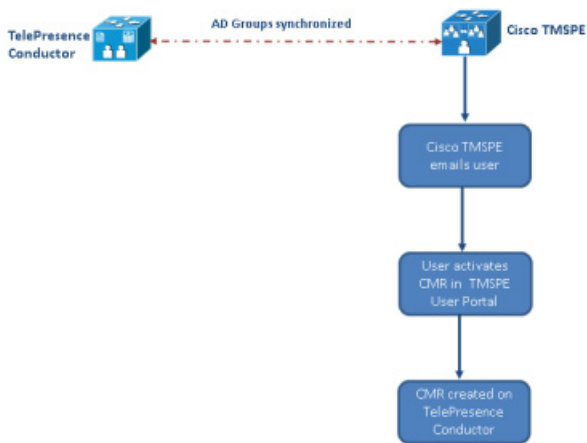 AD Groups synchronized
TelePresence
Conductor
Cisco TMSPE
Cisco TMSPE
emails user
User activates
CMR in TMSPE
User Portal
CMR created on
TelePresence
Conductor